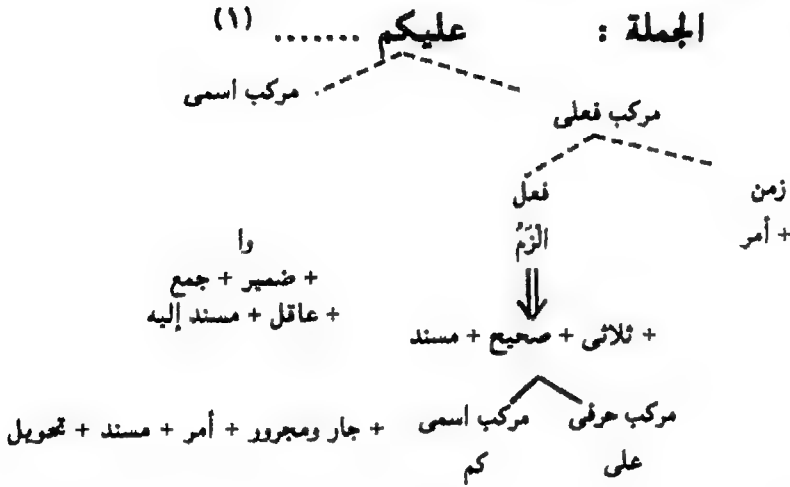 الجملة : عليكم ....... (١)
مركب اسمى
مركب فعلى
زمن
+ أمر
فعل
الْزَمُ
وا
+ ضمير + جمع
+ عاقل + مسند إليه
+ ثلاثى + صحيح + مسند
مركب حرفى
على
مركب اسمى
كم
+ جار ومجرور + أمر + مسند + تحويل